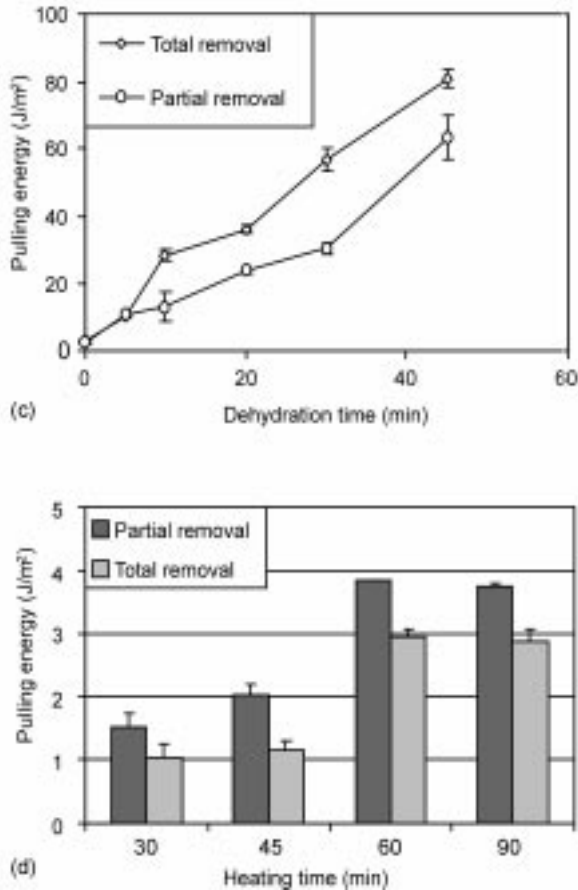 100
80
60
40
20
0
Pulling energy (J/m²)
Total removal
Partial removal
0 20 40 60
Dehydration time (min)
(c)
5
4
3
2
1
0
Pulling energy (J/m²)
Partial removal
Total removal
30 45 60 90
Heating time (min)
(d)